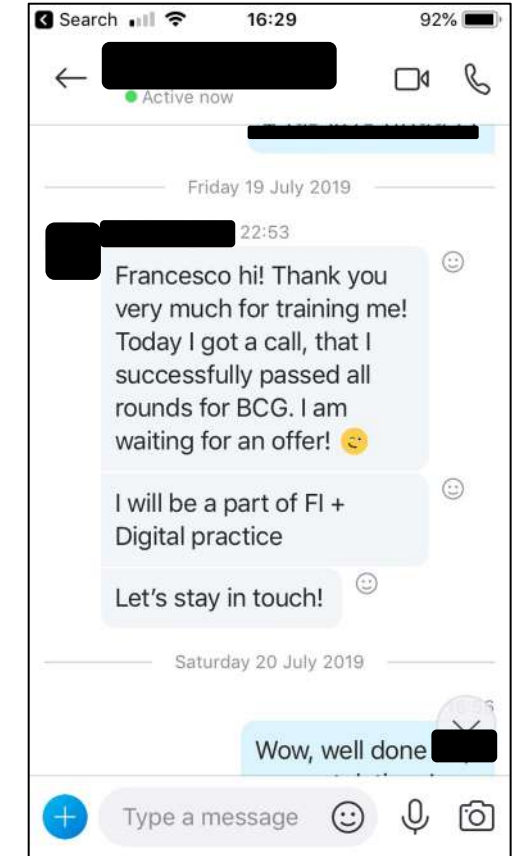 Search 16:29 92%
Active now
Friday 19 July 2019
22:53
Francesco hi! Thank you
very much for training me!
Today I got a call, that I
successfully passed all
rounds for BCG. I am
waiting for an offer!
I will be a part of FI +
Digital practice
Let's stay in touch!
Saturday 20 July 2019
Wow, well done
Type a message